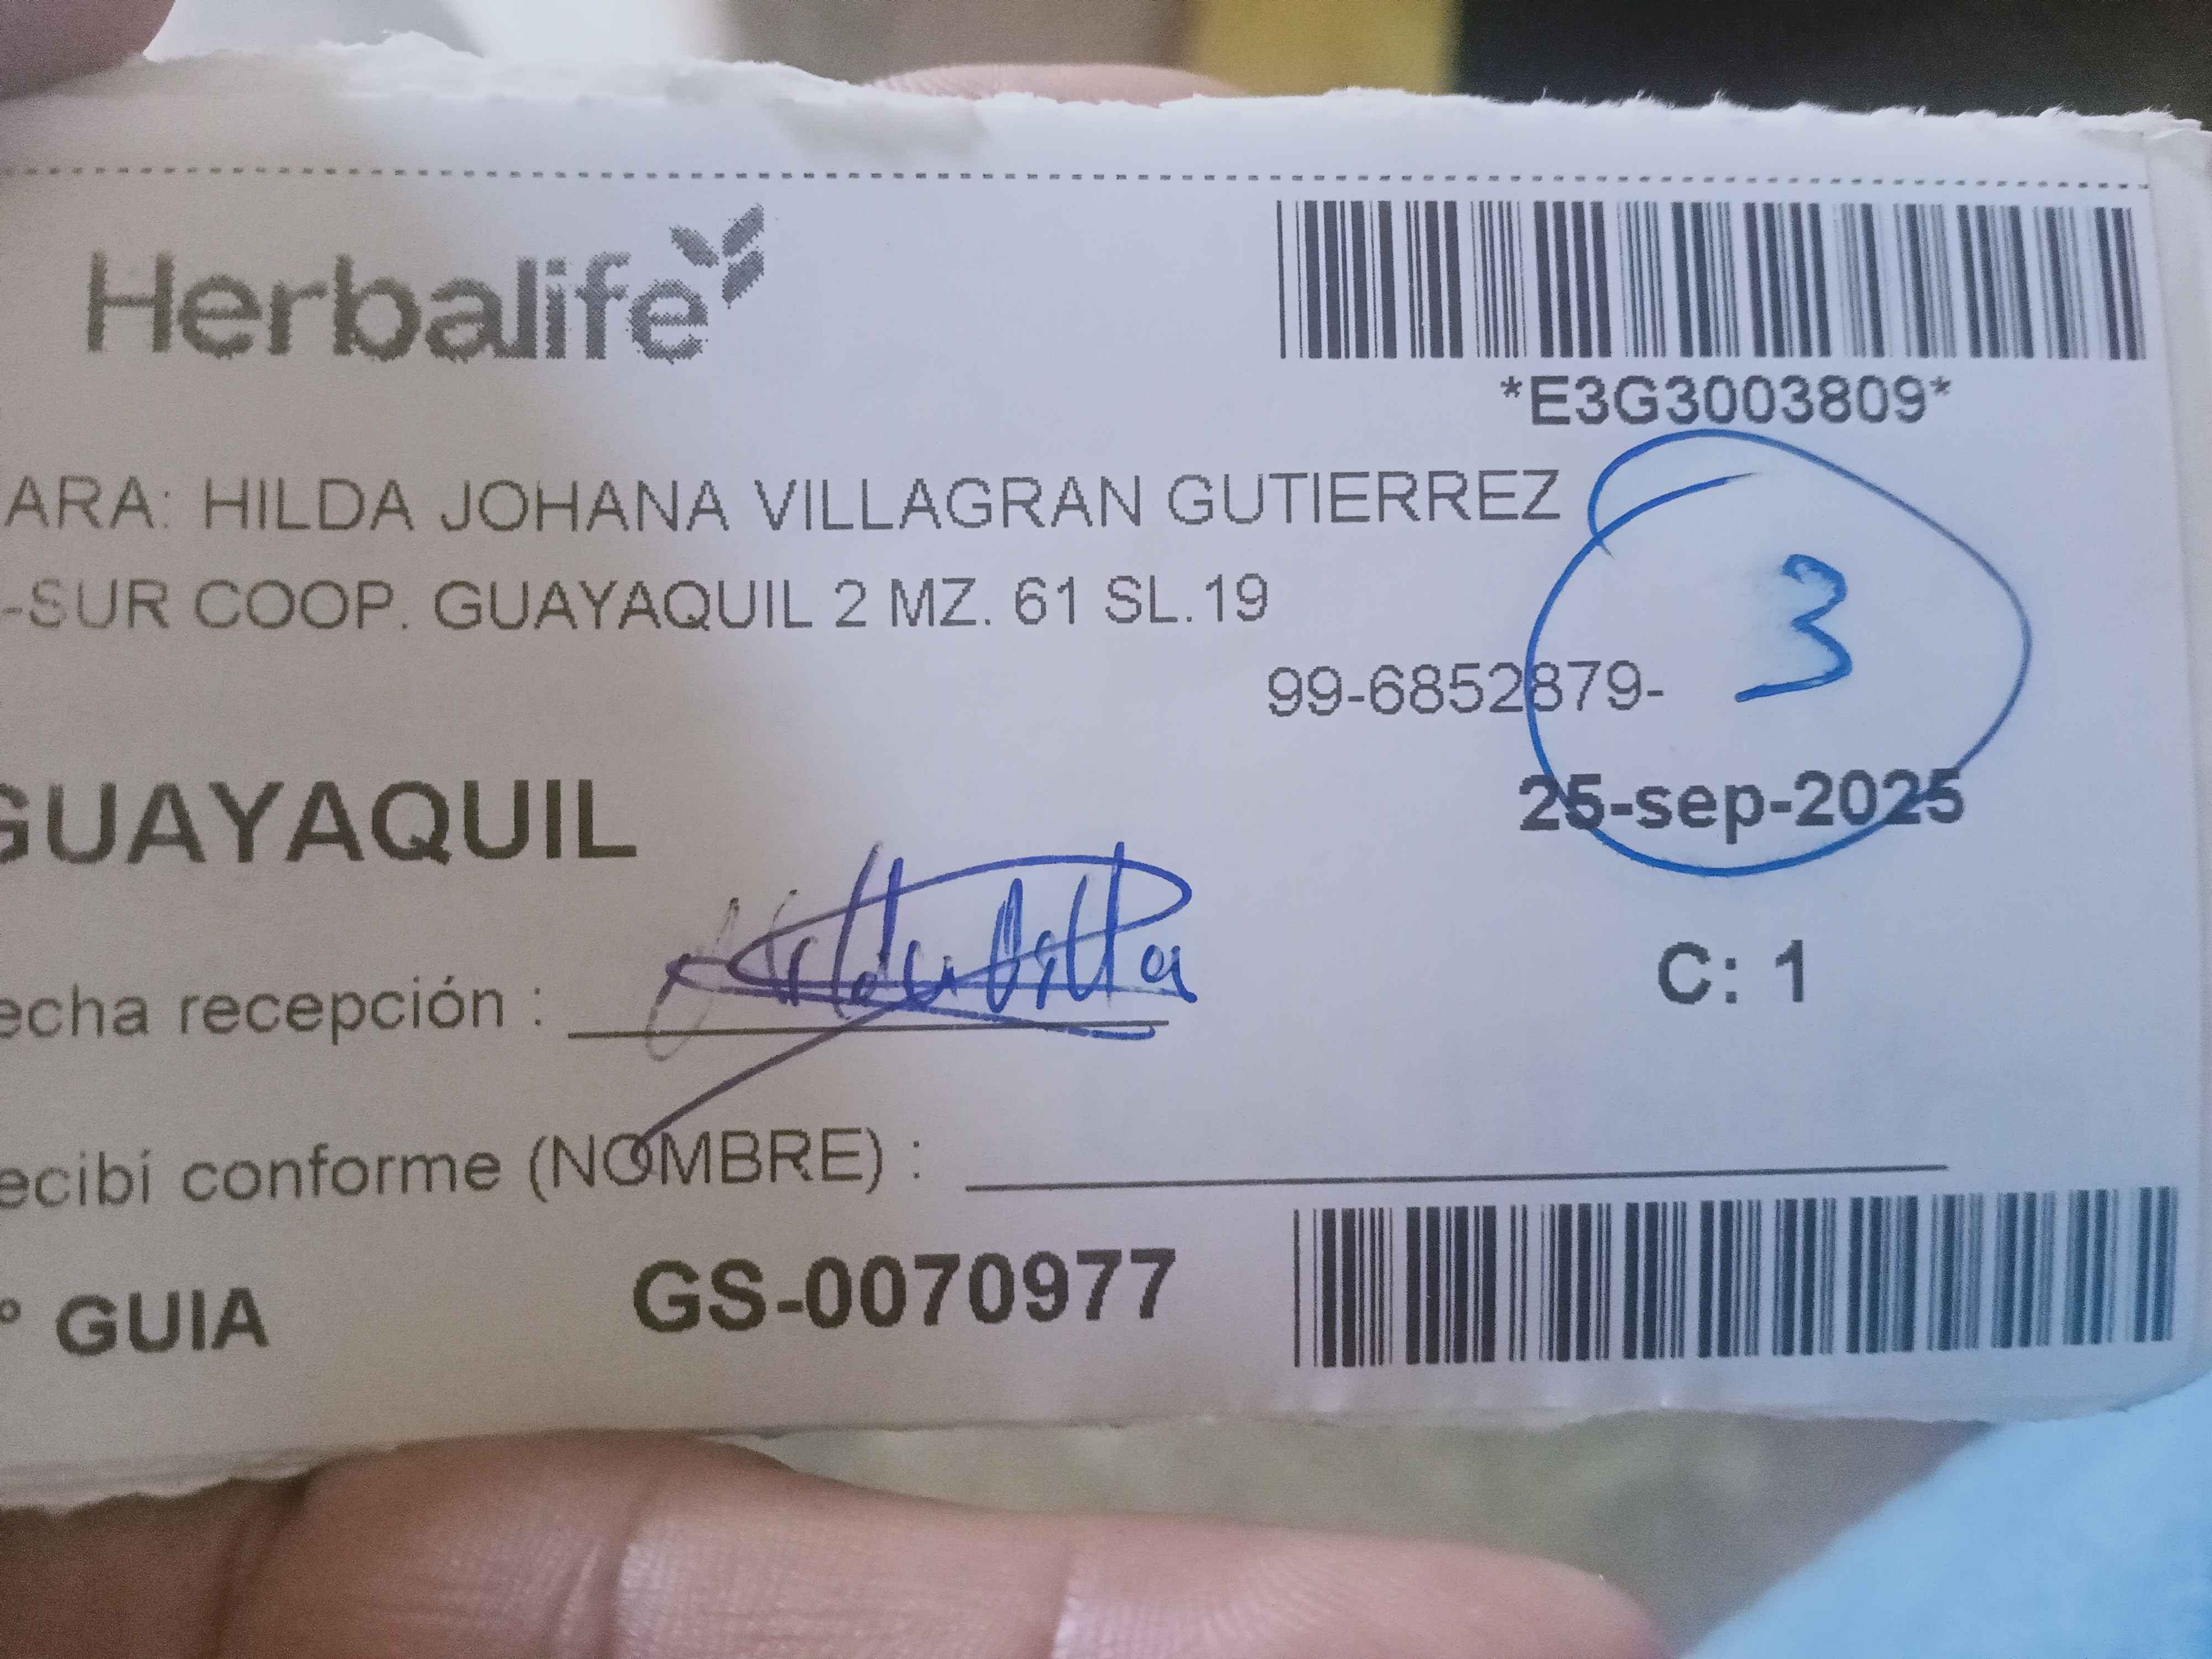 Herbalife
*E3G3003809*
ARA: HILDA JOHANA VILLAGRAN GUTIERREZ
-SUR COOP. GUAYAQUIL 2 MZ. 61 SL.19
3
99-6852879-
GUAYAQUIL
25-sep-2025
C: 1
echa recepción :
ecibí conforme (NOMBRE) :
° GUIA GS-0070977